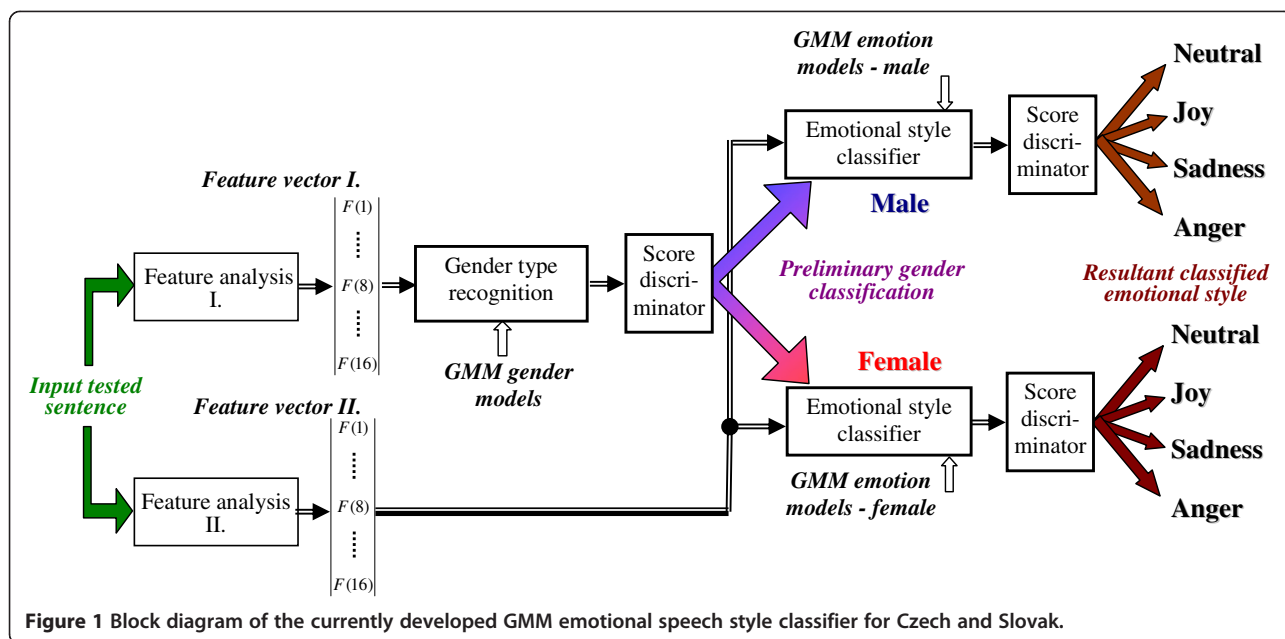 GMM emotion
models - male
Emotional style
classifier
Male
Score
discri-
minator
Neutral
Joy
Sadness
Anger
Feature vector I.
F(1)
F(8)
F(16)
Feature analysis
I.
Gender type
recognition
GMM gender
models
Score
discri-
minator
Preliminary gender
classification
Resultant classified
emotional style
Input tested
sentence
Feature vector II.
F(1)
F(8)
F(16)
Feature analysis
II.
Female
Emotional style
classifier
GMM emotion
models - female
Score
discri-
minator
Neutral
Joy
Sadness
Anger
Figure 1 Block diagram of the currently developed GMM emotional speech style classifier for Czech and Slovak.